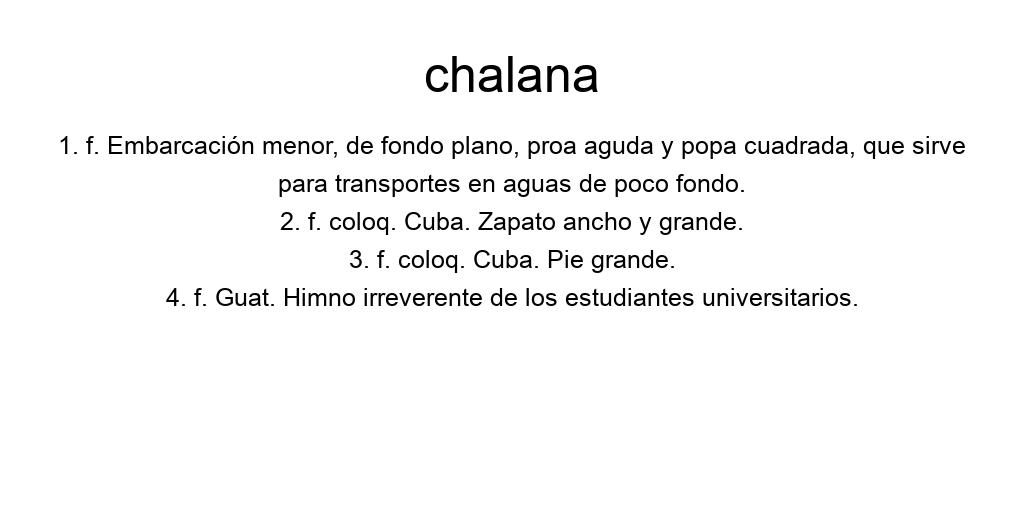 chalana
1. f. Embarcación menor, de fondo plano, proa aguda y popa cuadrada, que sirve
para transportes en aguas de poco fondo.
2. f. coloq. Cuba. Zapato ancho y grande.
3. f. coloq. Cuba. Pie grande.
4. f. Guat. Himno irreverente de los estudiantes universitarios.